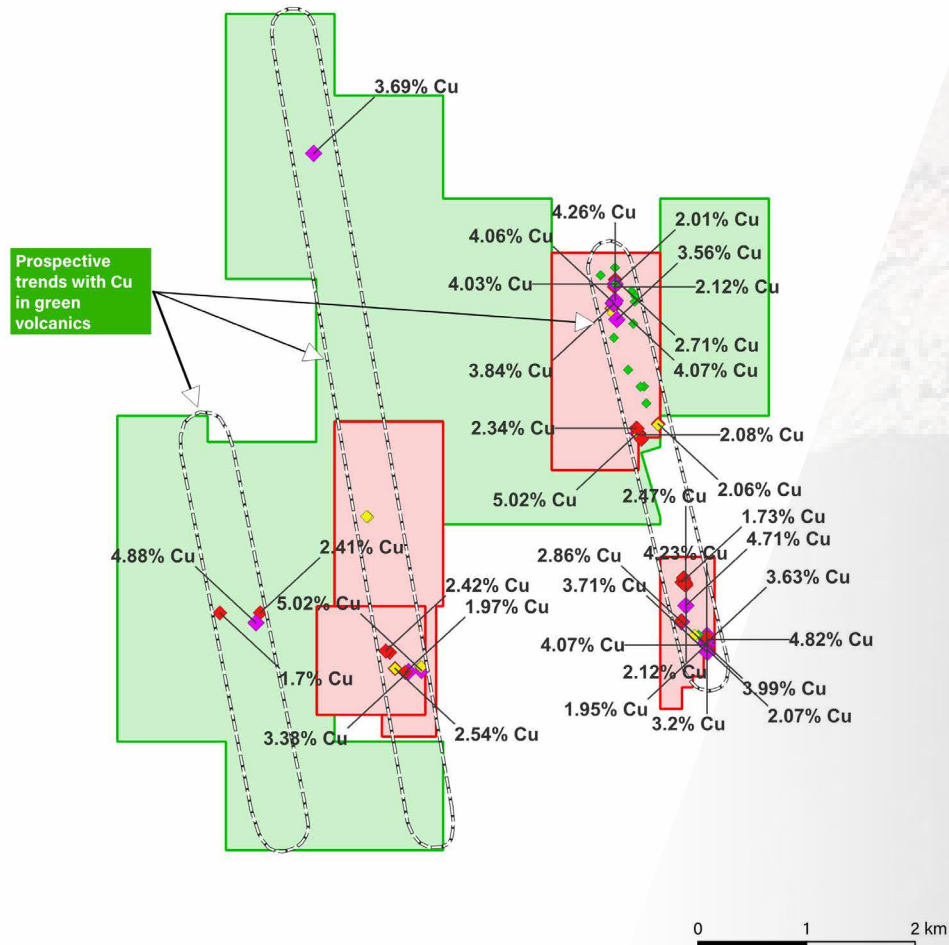 3.69% Cu
4.26% Cu
2.01% Cu
4.06% Cu
3.56% Cu
Prospective
trends with Cu
in green
volcanics
4.03% Cu
2.12% Cu
2.71% Cu
3.84% Cu
4.07% Cu
2.34% Cu
2.08% Cu
5.02% Cu
2.47% Cu
2.06% Cu
1.73% Cu
4.88% Cu
2.41% Cu
2.86% Cu
4.23% Cu
4.71% Cu
5.02% Cu
2.42% Cu
3.71% Cu
3.63% Cu
1.97% Cu
4.07% Cu
4.82% Cu
1.7% Cu
2.12% Cu
3.99% Cu
1.95% Cu
2.07% Cu
3.38% Cu
2.54% Cu
3.2% Cu
0 1 2 km